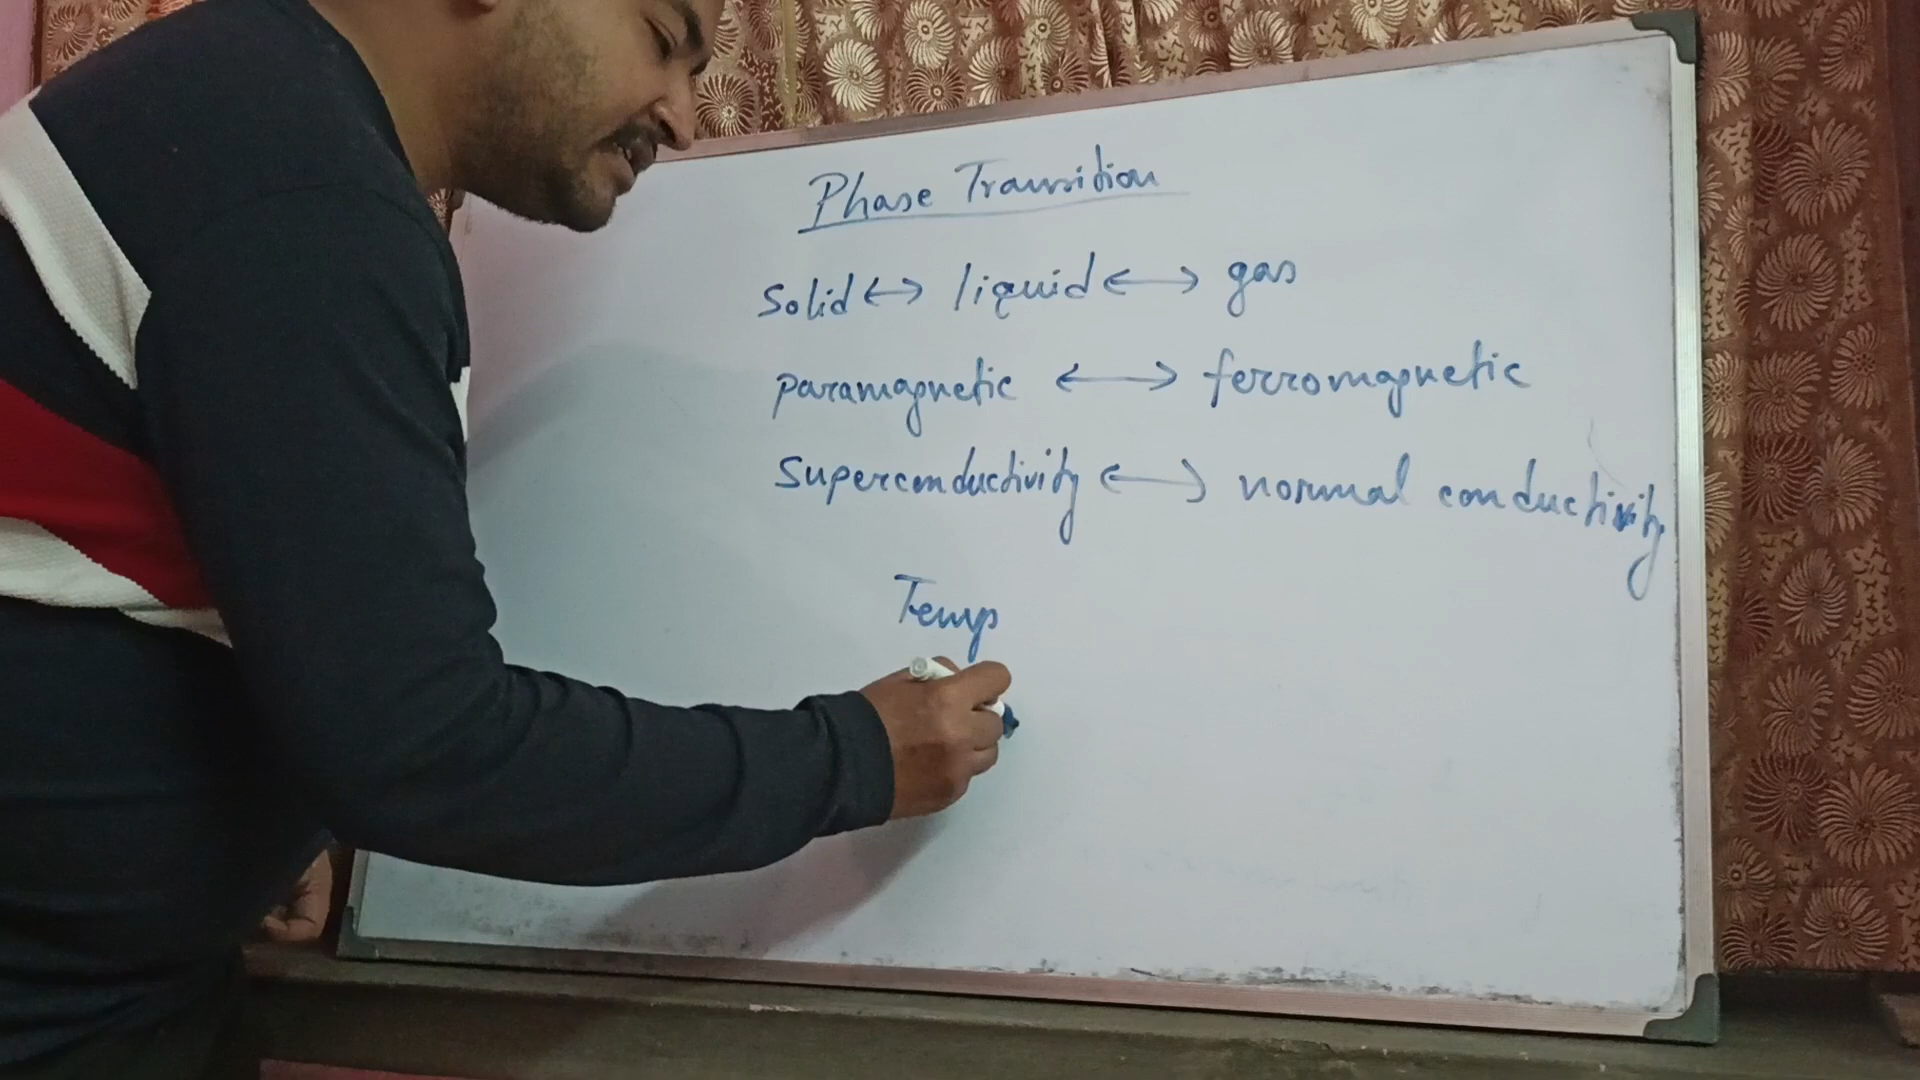 Phase Transition
Solid ↔ liquid ↔ gas
paramagnetic ↔ ferromagnetic
Superconductivity ↔ normal conductivity
Temp